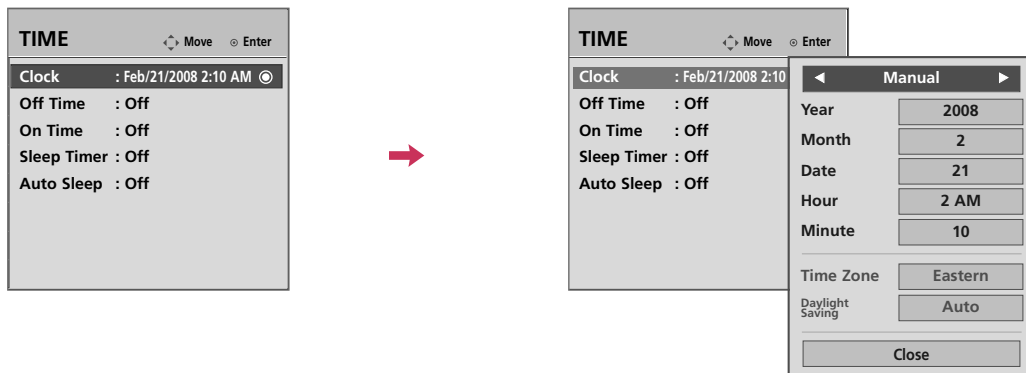 TIME Move Enter
Clock : Feb/21/2008 2:10 AM
Off Time : Off
On Time : Off
Sleep Timer : Off
Auto Sleep : Off
TIME Move Enter
Clock : Feb/21/2008 2:10
Off Time : Off
On Time : Off
Sleep Timer : Off
Auto Sleep : Off
Manual
Year 2008
Month 2
Date 21
Hour 2 AM
Minute 10
Time Zone Eastern
Daylight
Saving Auto
Close